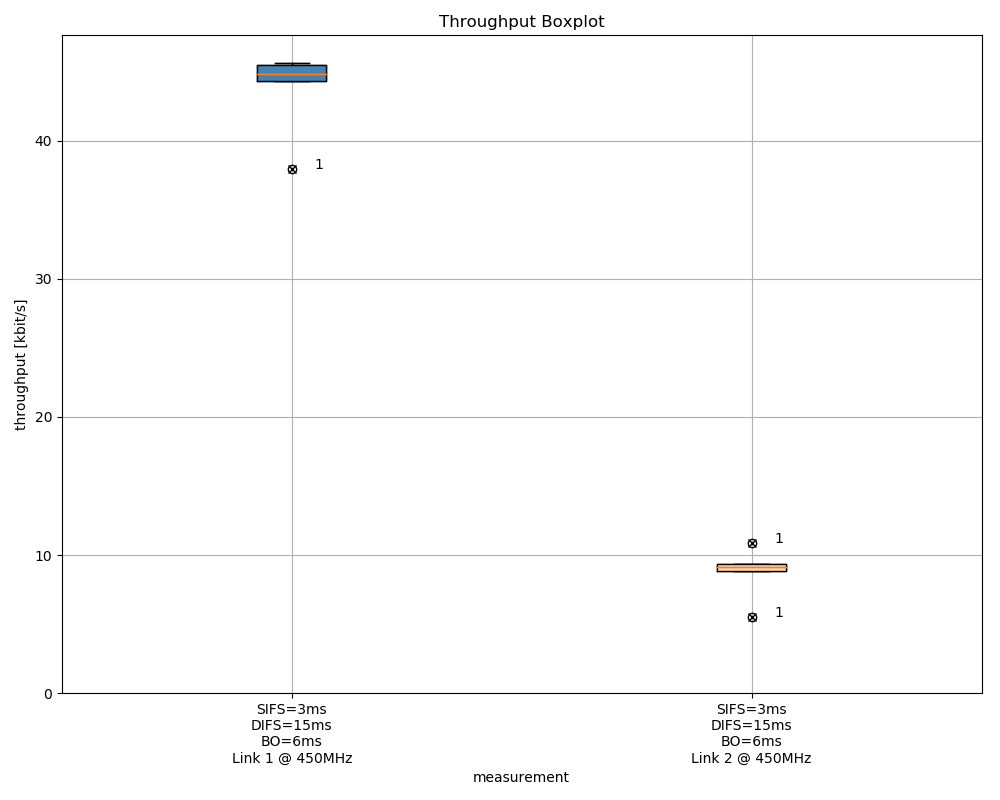 Throughput Boxplot
throughput [kbit/s]
40
30
20
10
0
1
1
1
SIFS=3ms
DIFS=15ms
BO=6ms
Link 1 @ 450MHz
SIFS=3ms
DIFS=15ms
BO=6ms
Link 2 @ 450MHz
measurement